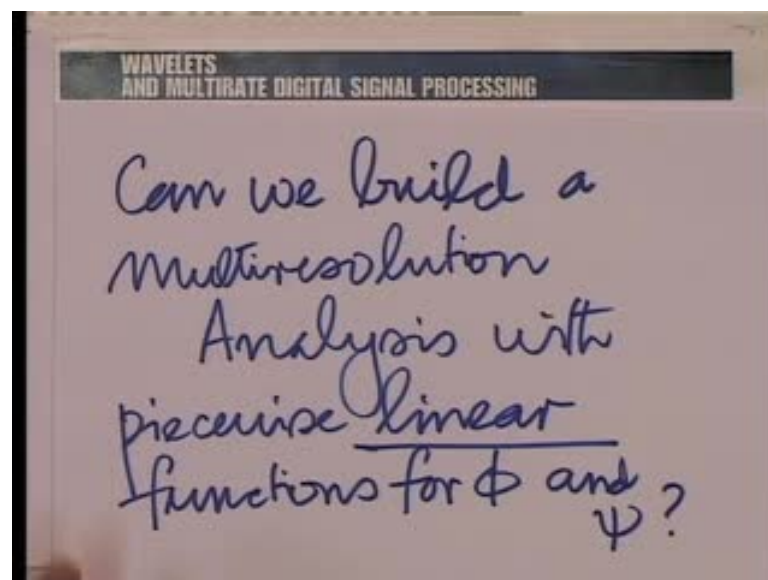 WAVELETS
AND MULTIRATE DIGITAL SIGNAL PROCESSING
Can we build a
Multiresolution
Analysis with
piecewise linear
functions for ϕ and
ψ?